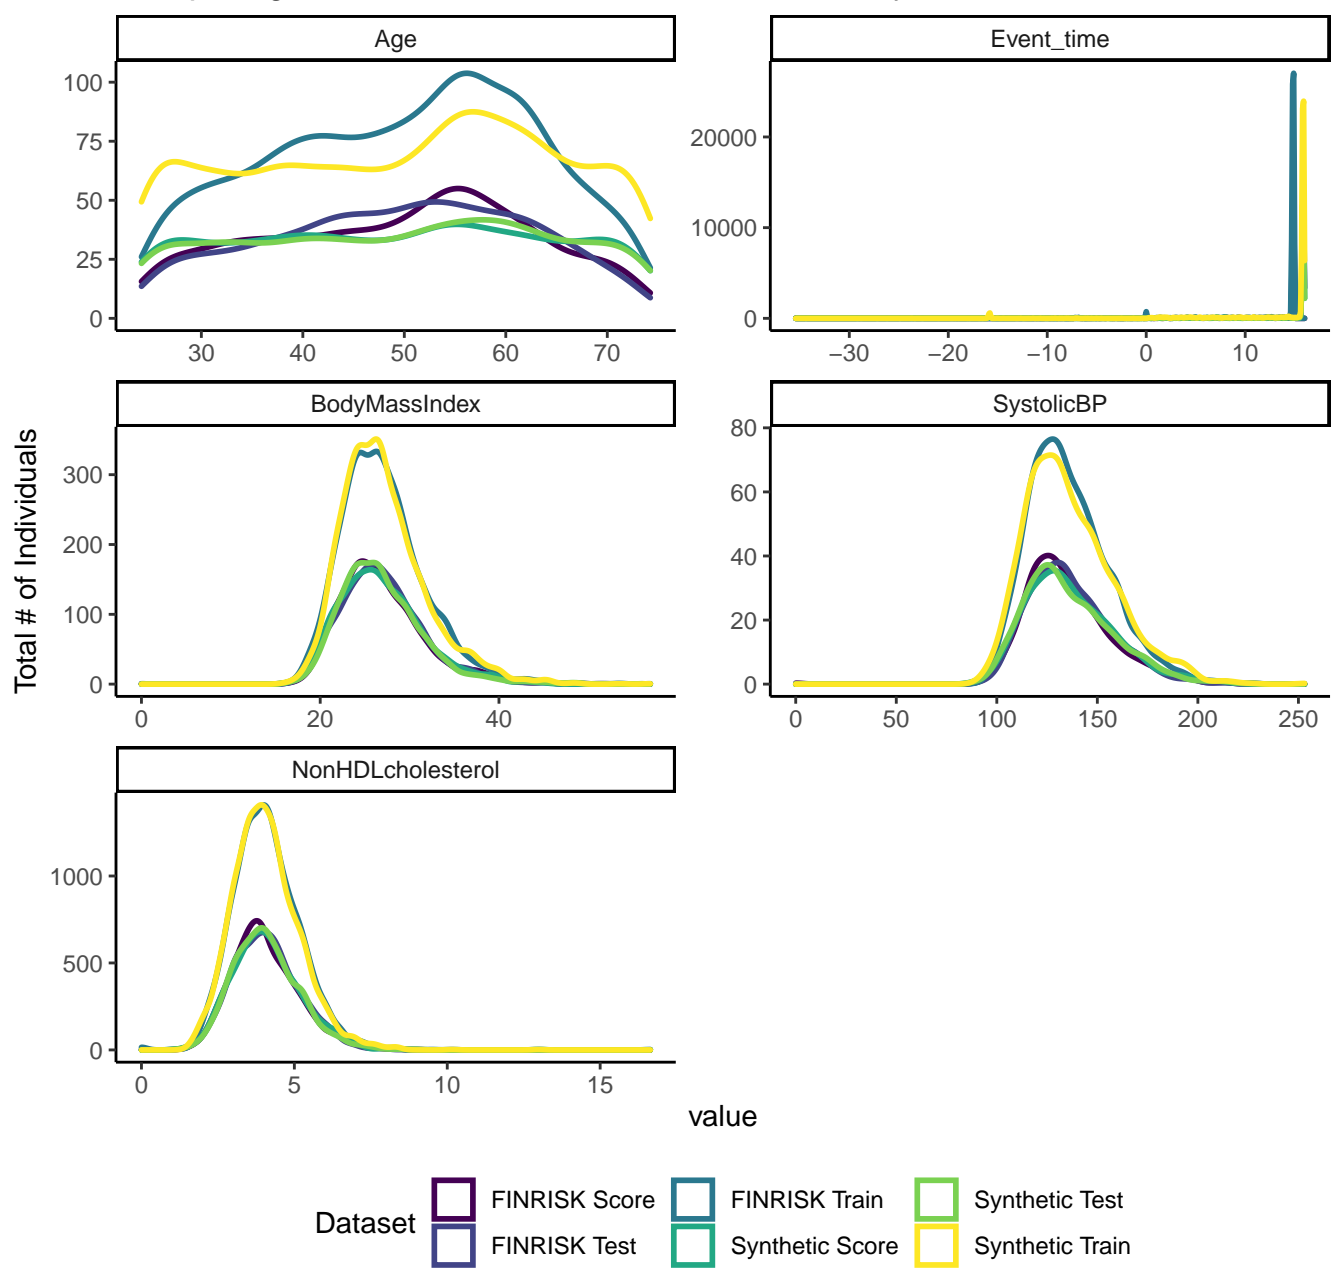 Age
Event_time
100
75
50
25
0
30 40 50 60 70
20000
10000
0
−30 −20 −10 0 10
BodyMassIndex
SystolicBP
300
200
100
0
0 20 40
80
60
40
20
0
0 50 100 150 200 250
NonHDLcholesterol
1000
500
0
0 5 10 15
Total # of Individuals
value
Dataset
FINRISK Score
FINRISK Train
Synthetic Test
FINRISK Test
Synthetic Score
Synthetic Train